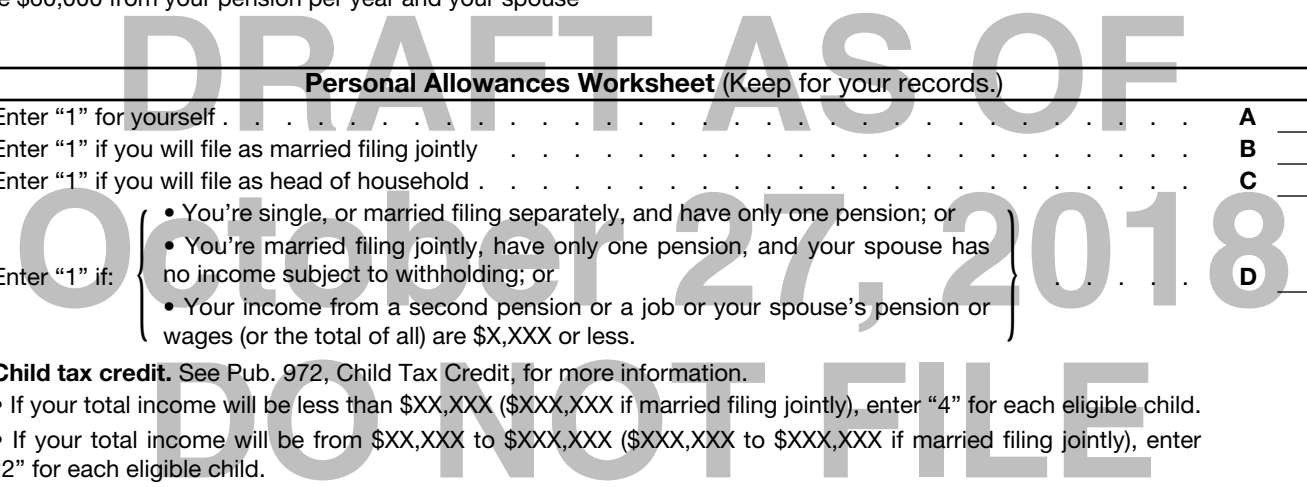 $60,000 from your pension per year and your spouse
DRAFT AS OF
Personal Allowances Worksheet (Keep for your records.)
Enter “1” for yourself . . . . . . . . . . . . . . . . . . . . . . . . . . . . . . . A
Enter “1” if you will file as married filing jointly . . . . . . . . . . . . . . . . . . . . . . B
Enter “1” if you will file as head of household . . . . . . . . . . . . . . . . . . . . . . . C
October 27, 2018
• You’re single, or married filing separately, and have only one pension; or
• You’re married filing jointly, have only one pension, and your spouse has
no income subject to withholding; or
Enter “1” if: . . . . . D
• Your income from a second pension or a job or your spouse’s pension or
wages (or the total of all) are $X,XXX or less.
Child tax credit. See Pub. 972, Child Tax Credit, for more information.
DO NOT FILE
• If your total income will be less than $XX,XXX ($XXX,XXX if married filing jointly), enter “4” for each eligible child.
• If your total income will be from $XX,XXX to $XXX,XXX ($XXX,XXX to $XXX,XXX if married filing jointly), enter
“2” for each eligible child.